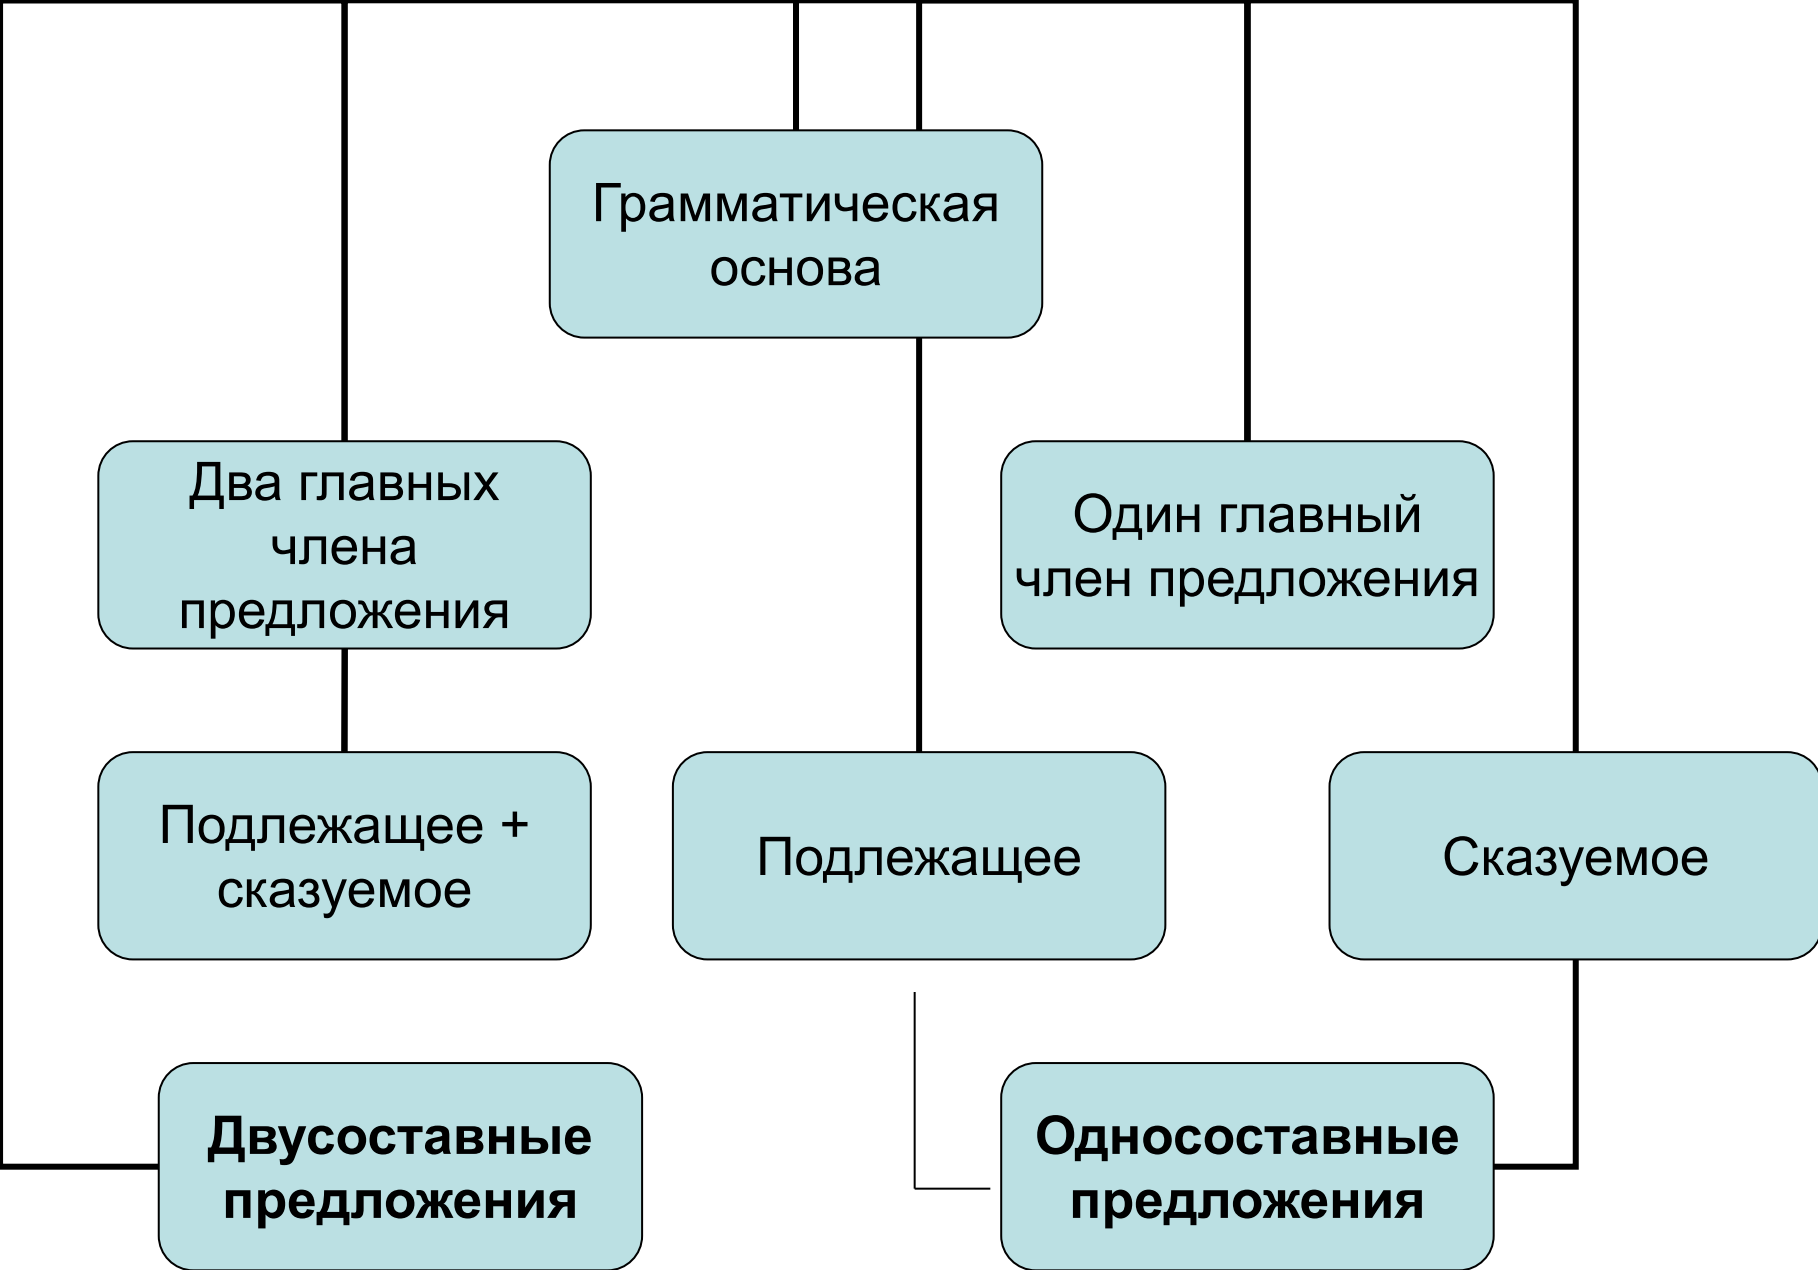 Грамматическая
основа
Два главных
члена
предложения
Один главный
член предложения
Подлежащее +
сказуемое
Подлежащее
Сказуемое
Двусоставные
предложения
Односоставные
предложения